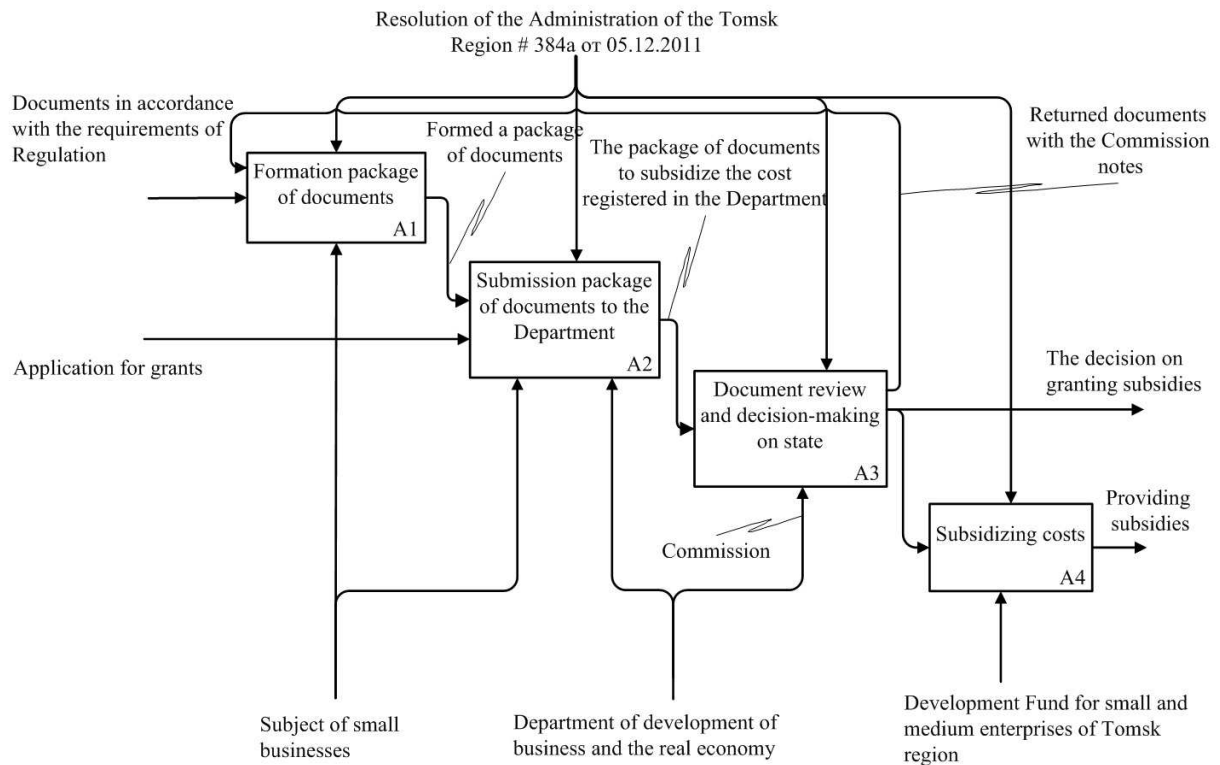 Resolution of the Administration of the Tomsk
Region # 384a от 05.12.2011
Documents in accordance
with the requirements of
Regulation
Formed a package
of documents
The package of documents
to subsidize the cost
registered in the Department
Returned documents
with the Commission
notes
Formation package
of documents
A1
Submission package
of documents to the
Department
A2
Application for grants
Document review
and decision-making
on state
A3
The decision on
granting subsidies
Commission
Subsidizing costs
A4
Providing
subsidies
Subject of small
businesses
Department of development of
business and the real economy
Development Fund for small and
medium enterprises of Tomsk
region